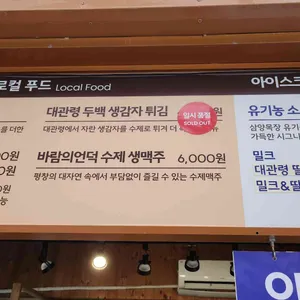 로컬 푸드 Local Food
아이스크
대관령 두백 생감자 튀김
원
일시 품절
SOLD OUT
대관령에서 자란 생감자를 수제로 튀겨 더
를 더한
00원
0원
원
능
바람의언덕 수제 생맥주 6,000원
평창의 대자연 속에서 부담없이 즐길 수 있는 수제맥주
유기농 소
삼양목장 유기
가득한 시그니
밀크
대관령 딸
밀크&딸